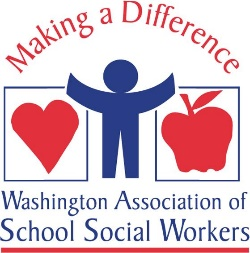 Making a Difference
Washington Association of
School Social Workers